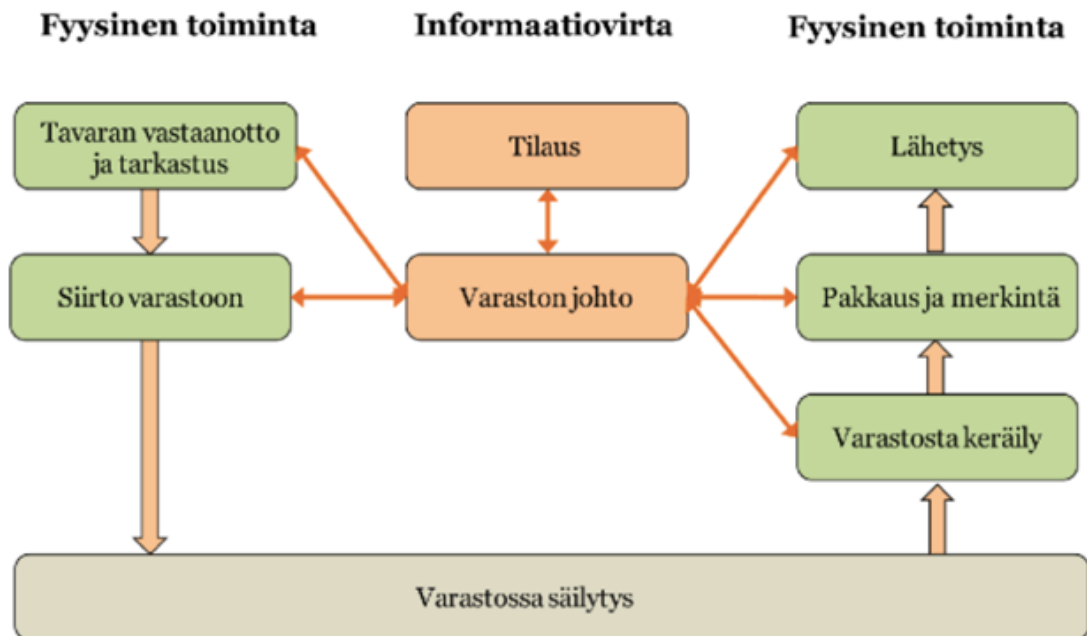 Fyysinen toiminta
Informaatiovirta
Fyysinen toiminta
Tavaran vastaanotto
ja tarkastus
Tilaus
Lähetys
Siirto varastoon
Varaston johto
Pakkaus ja merkintä
Varastosta keräily
Varastossa säilytys